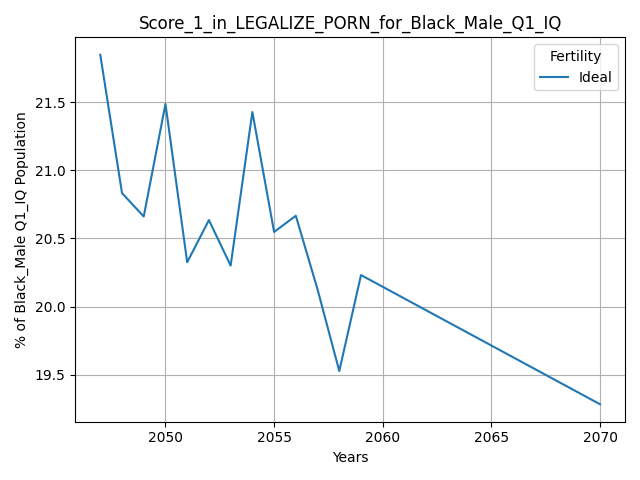 Score_1_in_LEGALIZE_PORN_for_Black_Male_Q1_IQ
Fertility
Ideal
% of Black_Male Q1_IQ Population
21.5
21.0
20.5
20.0
19.5
2050
2055
2060
2065
2070
Years